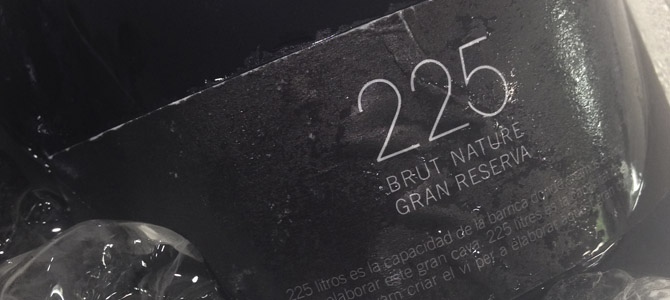 225
BRUT NATURE
GRAN RESERVA
225 litros es la capacidad de la barrica
elaborar este gran cava. 225 litres
criar el vi per a elaborar